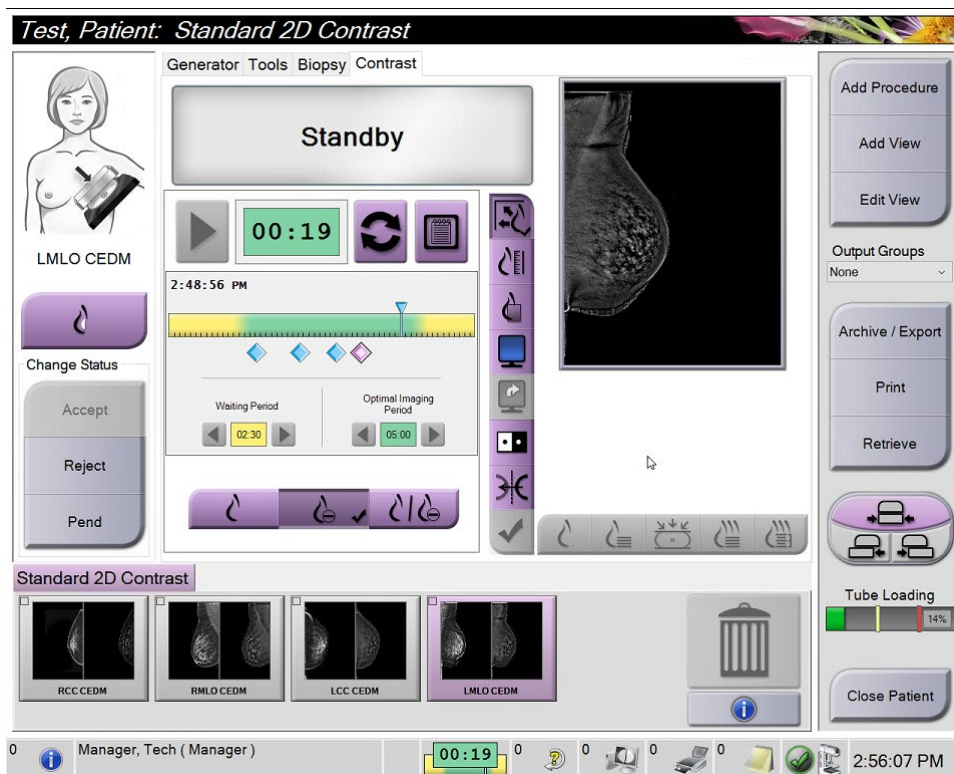 Test, Patient: Standard 2D Contrast
Generator Tools Biopsy Contrast
Standby
00:19
2:48:56 PM
Waiting Period
02:30
Optimal Imaging
Period
05:00
LMLO CEDM
Change Status
Accept
Reject
Pend
Add Procedure
Add View
Edit View
Output Groups
None
Archive / Export
Print
Retrieve
Tube Loading
14%
Close Patient
Standard 2D Contrast
RCC CEDM
RMLO CEDM
LCC CEDM
LMLO CEDM
0
Manager, Tech ( Manager )
00:19
0
0
0
0
2:56:07 PM